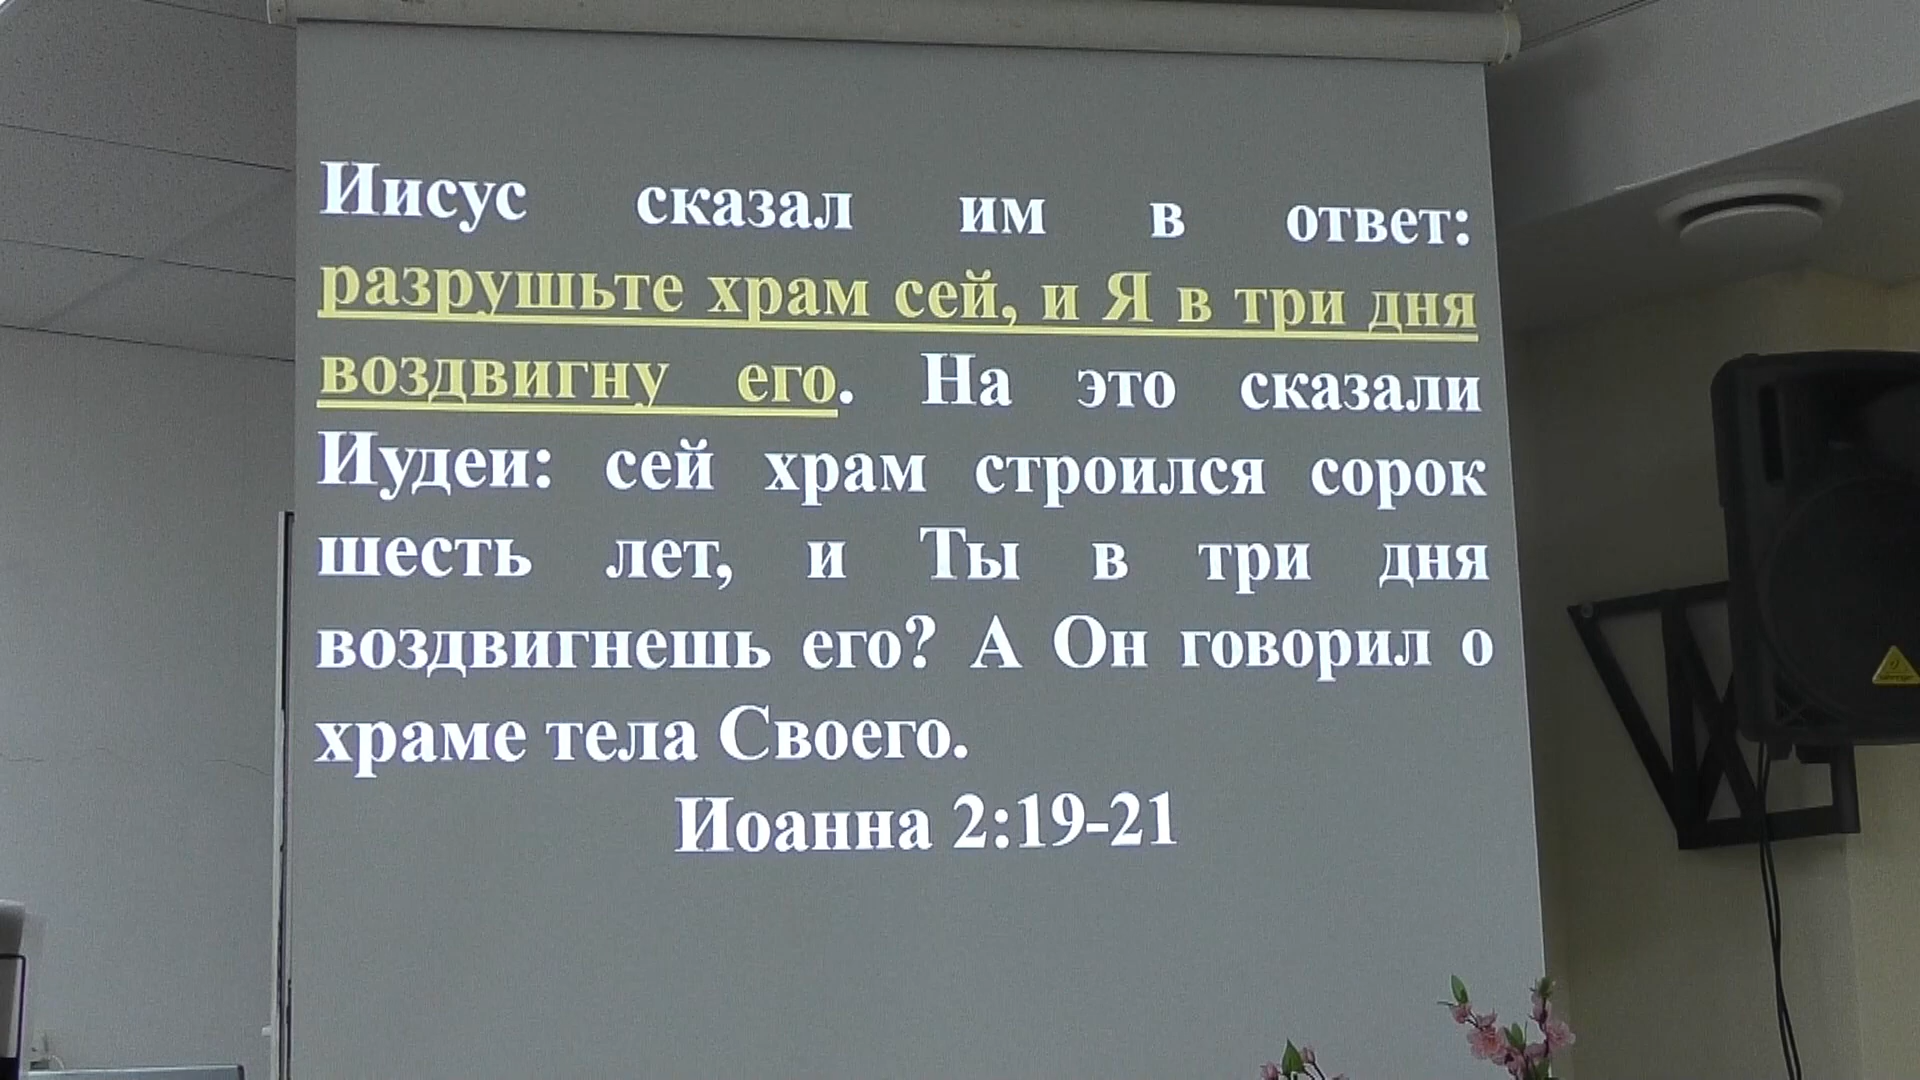 Иисус сказал им в ответ:
разрушьте храм сей, и Я в три дня
воздвигну его. На это сказали
Иудеи: сей храм строился сорок
шесть лет, и Ты в три дня
воздвигнешь его? А Он говорил о
храме тела Своего.
Иоанна 2:19-21